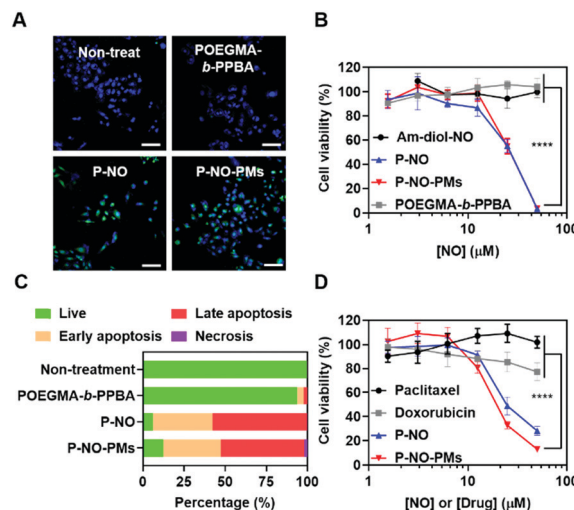 A
Non-treat
POEGMA-
b-PPBA
P-NO
P-NO-PMs
B
Cell viability (%)
120
100
80
60
40
20
0
Am-diol-NO
P-NO
P-NO-PMs
POEGMA-b-PPBA
****
1
10
100
[NO] (μM)
C
Live
Late apoptosis
Early apoptosis
Necrosis
Non-treatment
POEGMA-b-PPBA
P-NO
P-NO-PMs
0
25
50
75
100
Percentage (%)
D
Cell viability (%)
120
100
80
60
40
20
0
Paclitaxel
Doxorubicin
P-NO
P-NO-PMs
****
1
10
100
[NO] or [Drug] (μM)